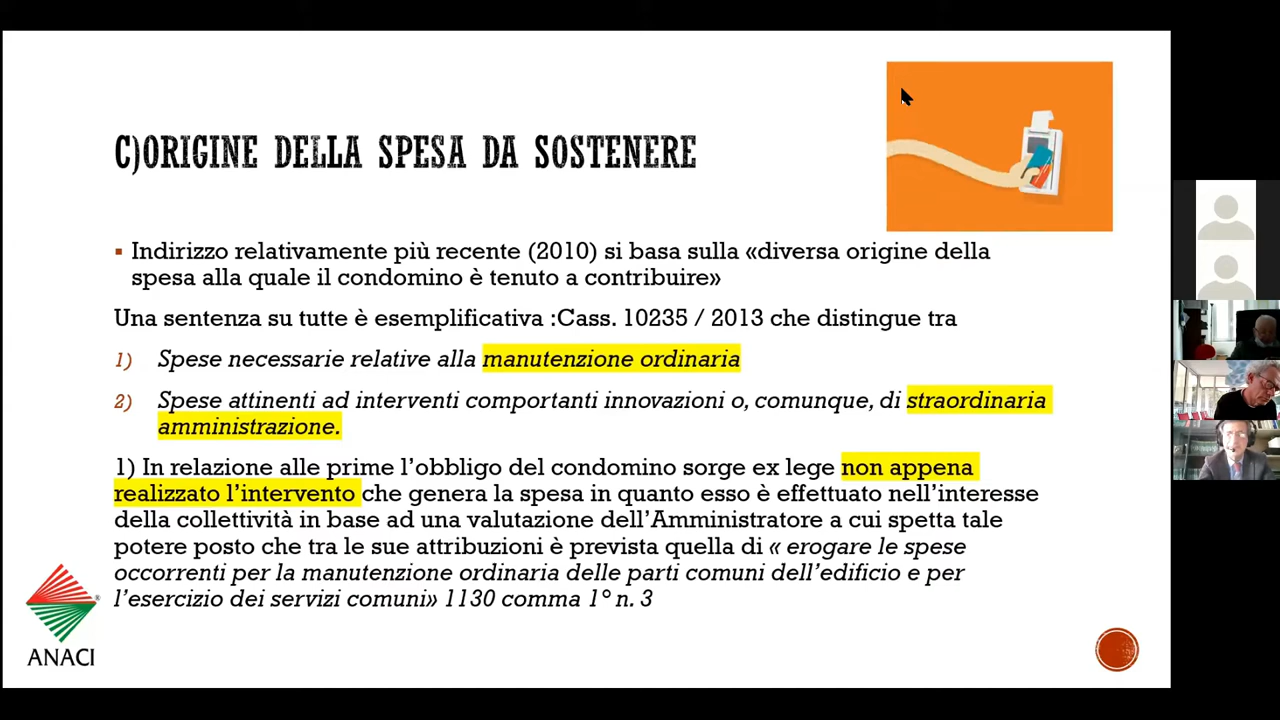 C)ORIGINE DELLA SPESA DA SOSTENERE
▪ Indirizzo relativamente più recente (2010) si basa sulla «diversa origine della
spesa alla quale il condomino è tenuto a contribuire»
Una sentenza su tutte è esemplificativa :Cass. 10235 / 2013 che distingue tra
1) Spese necessarie relative alla manutenzione ordinaria
2) Spese attinenti ad interventi comportanti innovazioni o, comunque, di straordinaria
amministrazione.
1) In relazione alle prime l’obbligo del condomino sorge ex lege non appena
realizzato l’intervento che genera la spesa in quanto esso è effettuato nell’interesse
della collettività in base ad una valutazione dell’Amministratore a cui spetta tale
potere posto che tra le sue attribuzioni è prevista quella di « erogare le spese
occorrenti per la manutenzione ordinaria delle parti comuni dell’edificio e per
l’esercizio dei servizi comuni» 1130 comma 1° n. 3
ANACI